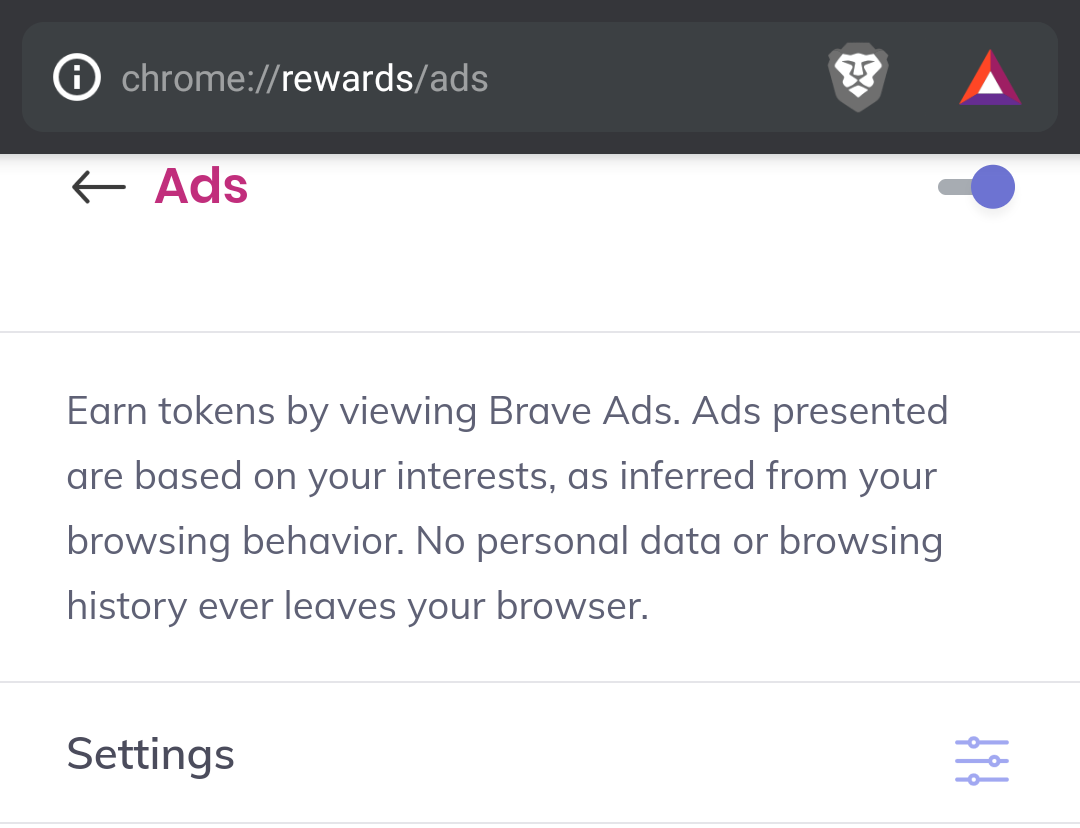 chrome://rewards/ads
Ads
Earn tokens by viewing Brave Ads. Ads presented
are based on your interests, as inferred from your
browsing behavior. No personal data or browsing
history ever leaves your browser.
Settings